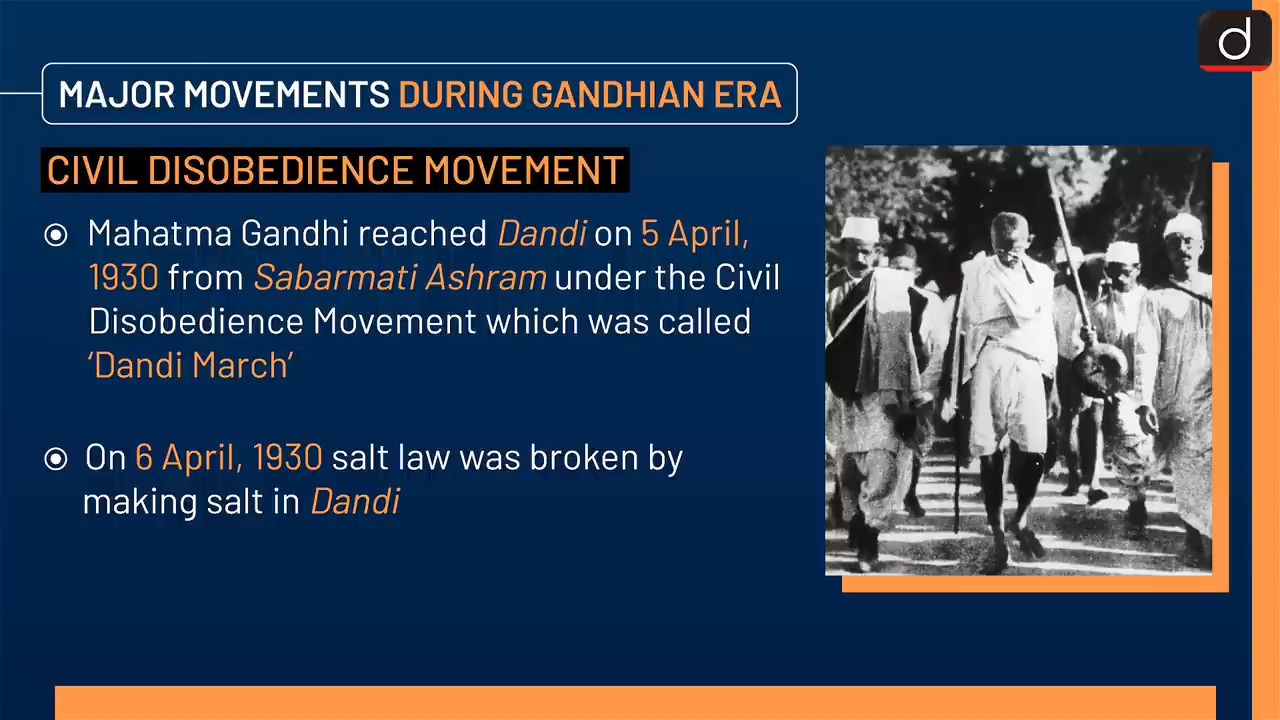 d
MAJOR MOVEMENTS DURING GANDHIAN ERA
CIVIL DISOBEDIENCE MOVEMENT
Mahatma Gandhi reached Dandi on 5 April,
1930 from Sabarmati Ashram under the Civil
Disobedience Movement which was called
‘Dandi March’
On 6 April, 1930 salt law was broken by
making salt in Dandi